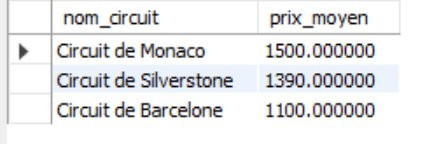 nom_circuit prix_moyen
Circuit de Monaco 1500.000000
Circuit de Silverstone 1390.000000
Circuit de Barcelone 1100.000000